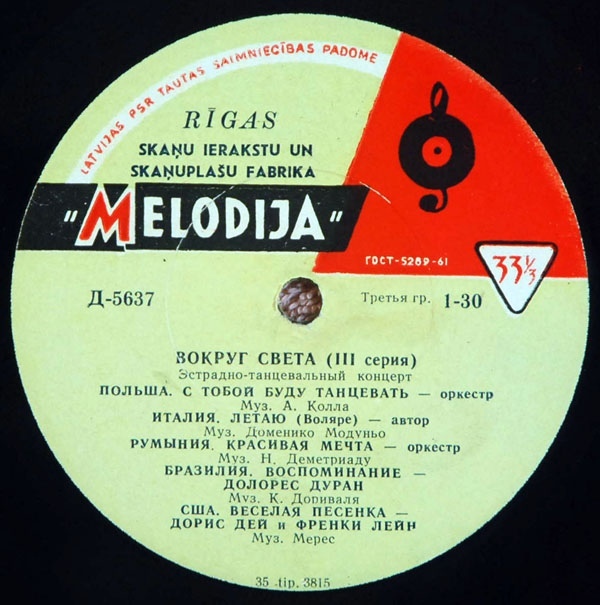 LATVIJAS PSR TAUTAS SAIMNIECĪBAS PADOME
RĪGAS
SKAŅU IERAKSTU UN
SKAŅUPLAŠU FABRIKA
"MELODIJA"
ГОСТ-5289-61
33⅓
Д-5637
Третья гр. 1-30
ВОКРУГ СВЕТА (III серия)
Эстрадно-танцевальный концерт
ПОЛЬША. С ТОБОЙ БУДУ ТАНЦЕВАТЬ — оркестр
Муз. А. Колла
ИТАЛИЯ. ЛЕТАЮ (Воляре) — автор
Муз. Доменико Модуньо
РУМЫНИЯ. КРАСИВАЯ МЕЧТА — оркестр
Муз. Н. Деметриаду
БРАЗИЛИЯ. ВОСПОМИНАНИЕ —
ДОЛОРЕС ДУРАН
Муз. К. Дориваля
США. ВЕСЕЛАЯ ПЕСЕНКА —
ДОРИС ДЕЙ и ФРЕНКИ ЛЕЙН
Муз. Мерес
35 .tip. 3815